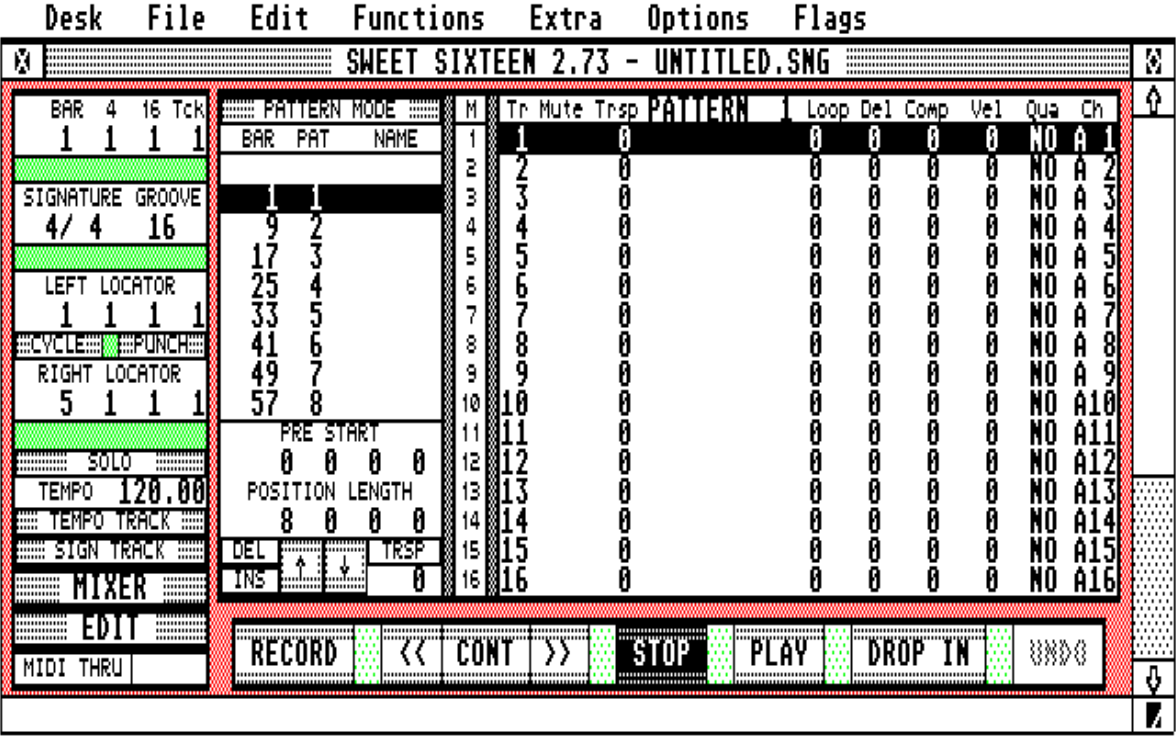 Desk File Edit Functions Extra Options Flags
SWEET SIXTEEN 2.73 - UNTITLED.SNG
BAR 4 16 Tck
1 1 1 1
SIGNATURE GROOVE
4/ 4 16
LEFT LOCATOR
1 1 1 1
CYCLE PUNCH
RIGHT LOCATOR
5 1 1 1
SOLO
TEMPO 120.00
TEMPO TRACK
SIGN TRACK
MIXER
EDIT
MIDI THRU
PATTERN MODE
BAR PAT NAME
1 1
9 2
17 3
25 4
33 5
41 6
49 7
57 8
PRE START
0 0 0 0
POSITION LENGTH
8 0 0 0
DEL ↑ ↓ TRSP
INS 0
M
1
2
3
4
5
6
7
8
9
10
11
12
13
14
15
16
Tr Mute Trsp PATTERN 1 Loop Del Comp Vel Qua Ch
1 0 0 0 0 0 NO A 1
2 0 0 0 0 0 NO A 2
3 0 0 0 0 0 NO A 3
4 0 0 0 0 0 NO A 4
5 0 0 0 0 0 NO A 5
6 0 0 0 0 0 NO A 6
7 0 0 0 0 0 NO A 7
8 0 0 0 0 0 NO A 8
9 0 0 0 0 0 NO A 9
10 0 0 0 0 0 NO A10
11 0 0 0 0 0 NO A11
12 0 0 0 0 0 NO A12
13 0 0 0 0 0 NO A13
14 0 0 0 0 0 NO A14
15 0 0 0 0 0 NO A15
16 0 0 0 0 0 NO A16
RECORD << CONT >> STOP PLAY DROP IN UNDO